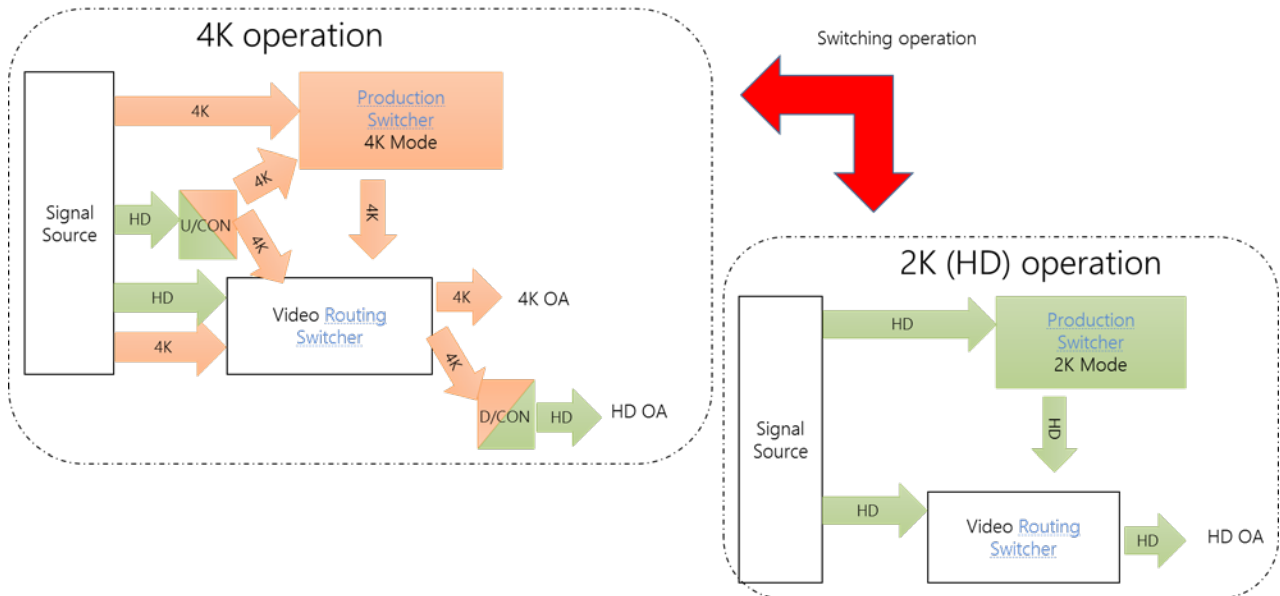 4K operation
Switching operation
4K
Production
Switcher
4K Mode
4K
HD
U/CON
4K
4K
Signal
Source
HD
Video Routing
Switcher
4K
4K OA
4K
4K
D/CON
HD
HD OA
2K (HD) operation
HD
Production
Switcher
2K Mode
HD
Signal
Source
HD
Video Routing
Switcher
HD
HD OA